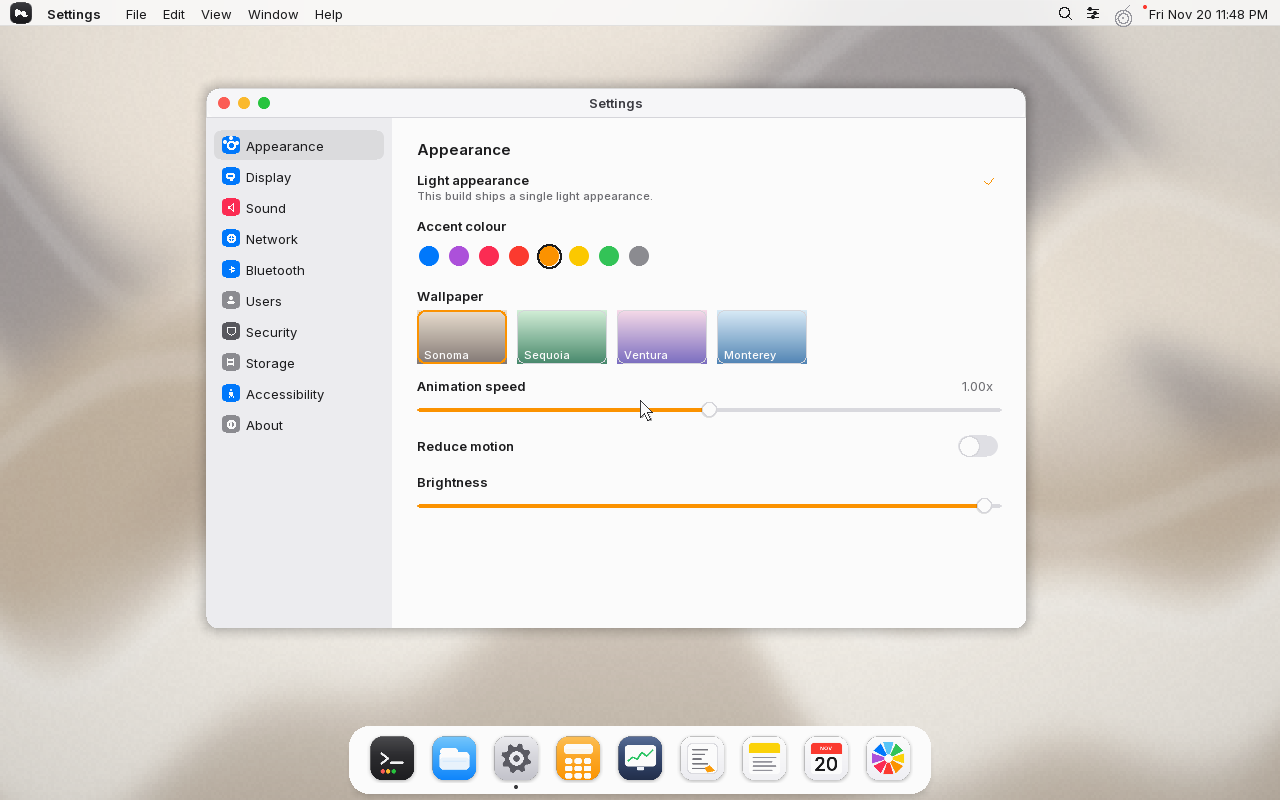 Settings File Edit View Window Help Fri Nov 20 11:48 PM
Settings
Appearance
Display
Sound
Network
Bluetooth
Users
Security
Storage
Accessibility
About
Appearance
Light appearance
This build ships a single light appearance.
Accent colour
Wallpaper
Sonoma Sequoia Ventura Monterey
Animation speed 1.00x
Reduce motion
Brightness
NOV
20